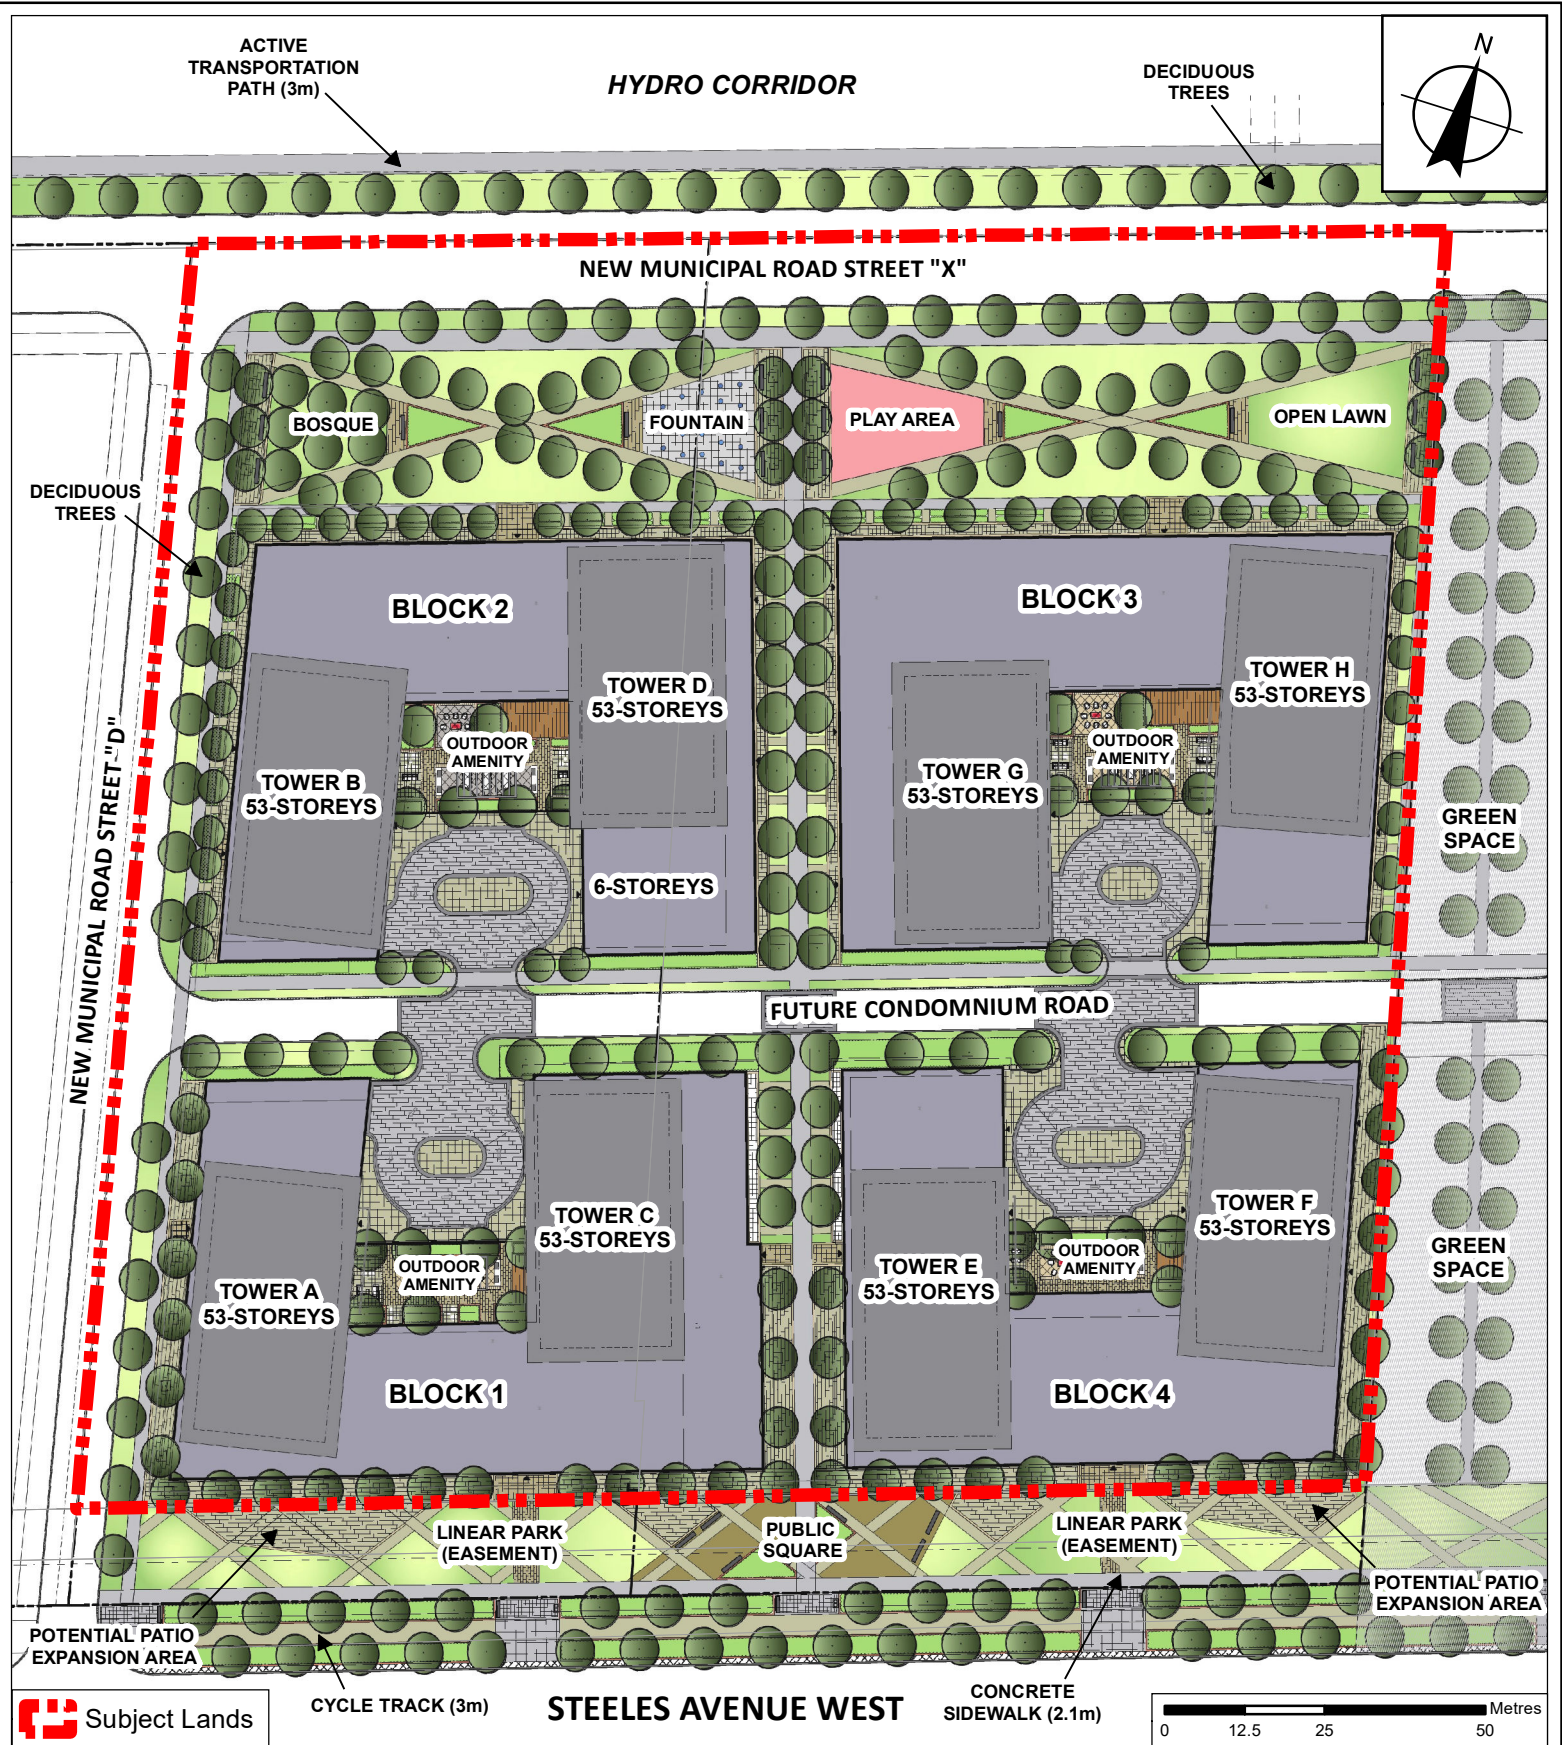 ACTIVE
TRANSPORTATION
PATH (3m)
HYDRO CORRIDOR
DECIDUOUS
TREES
N
NEW MUNICIPAL ROAD STREET "X"
BOSQUE
FOUNTAIN
PLAY AREA
OPEN LAWN
DECIDUOUS
TREES
BLOCK 2
BLOCK 3
TOWER D
53-STOREYS
TOWER H
53-STOREYS
OUTDOOR
AMENITY
OUTDOOR
AMENITY
TOWER B
53-STOREYS
TOWER G
53-STOREYS
GREEN
SPACE
NEW MUNICIPAL ROAD STREET "D"
6-STOREYS
FUTURE CONDOMNIUM ROAD
TOWER C
53-STOREYS
TOWER F
53-STOREYS
OUTDOOR
AMENITY
OUTDOOR
AMENITY
GREEN
SPACE
TOWER A
53-STOREYS
TOWER E
53-STOREYS
BLOCK 1
BLOCK 4
LINEAR PARK
(EASEMENT)
PUBLIC
SQUARE
LINEAR PARK
(EASEMENT)
POTENTIAL PATIO
EXPANSION AREA
POTENTIAL PATIO
EXPANSION AREA
CYCLE TRACK (3m)
STEELES AVENUE WEST
CONCRETE
SIDEWALK (2.1m)
Subject Lands
Metres
0 12.5 25 50